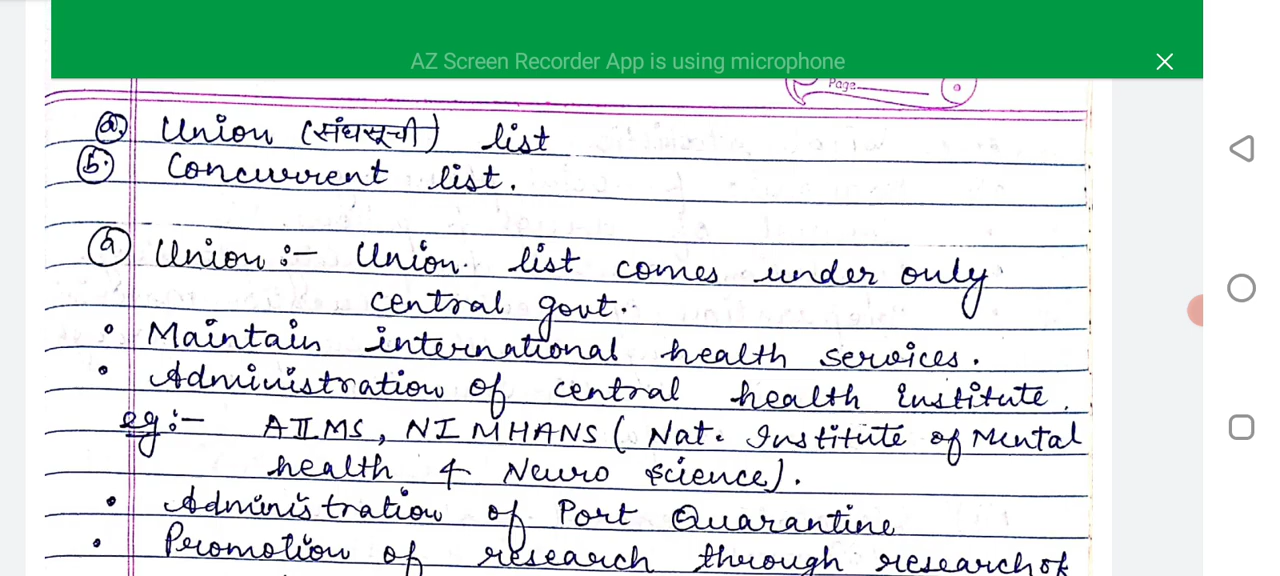 AZ Screen Recorder App is using microphone
Page
a) Union (संघसूची) list
b) Concurrent list.
a) Union :- Union list comes under only
central govt.
• Maintain international health services.
• Administration of central health institute.
eg:- AIIMS, NIMHANS (Nat. Institute of Mental
health & Neuro science).
• Administration of Port Quarantine
• Promotion of research through research of